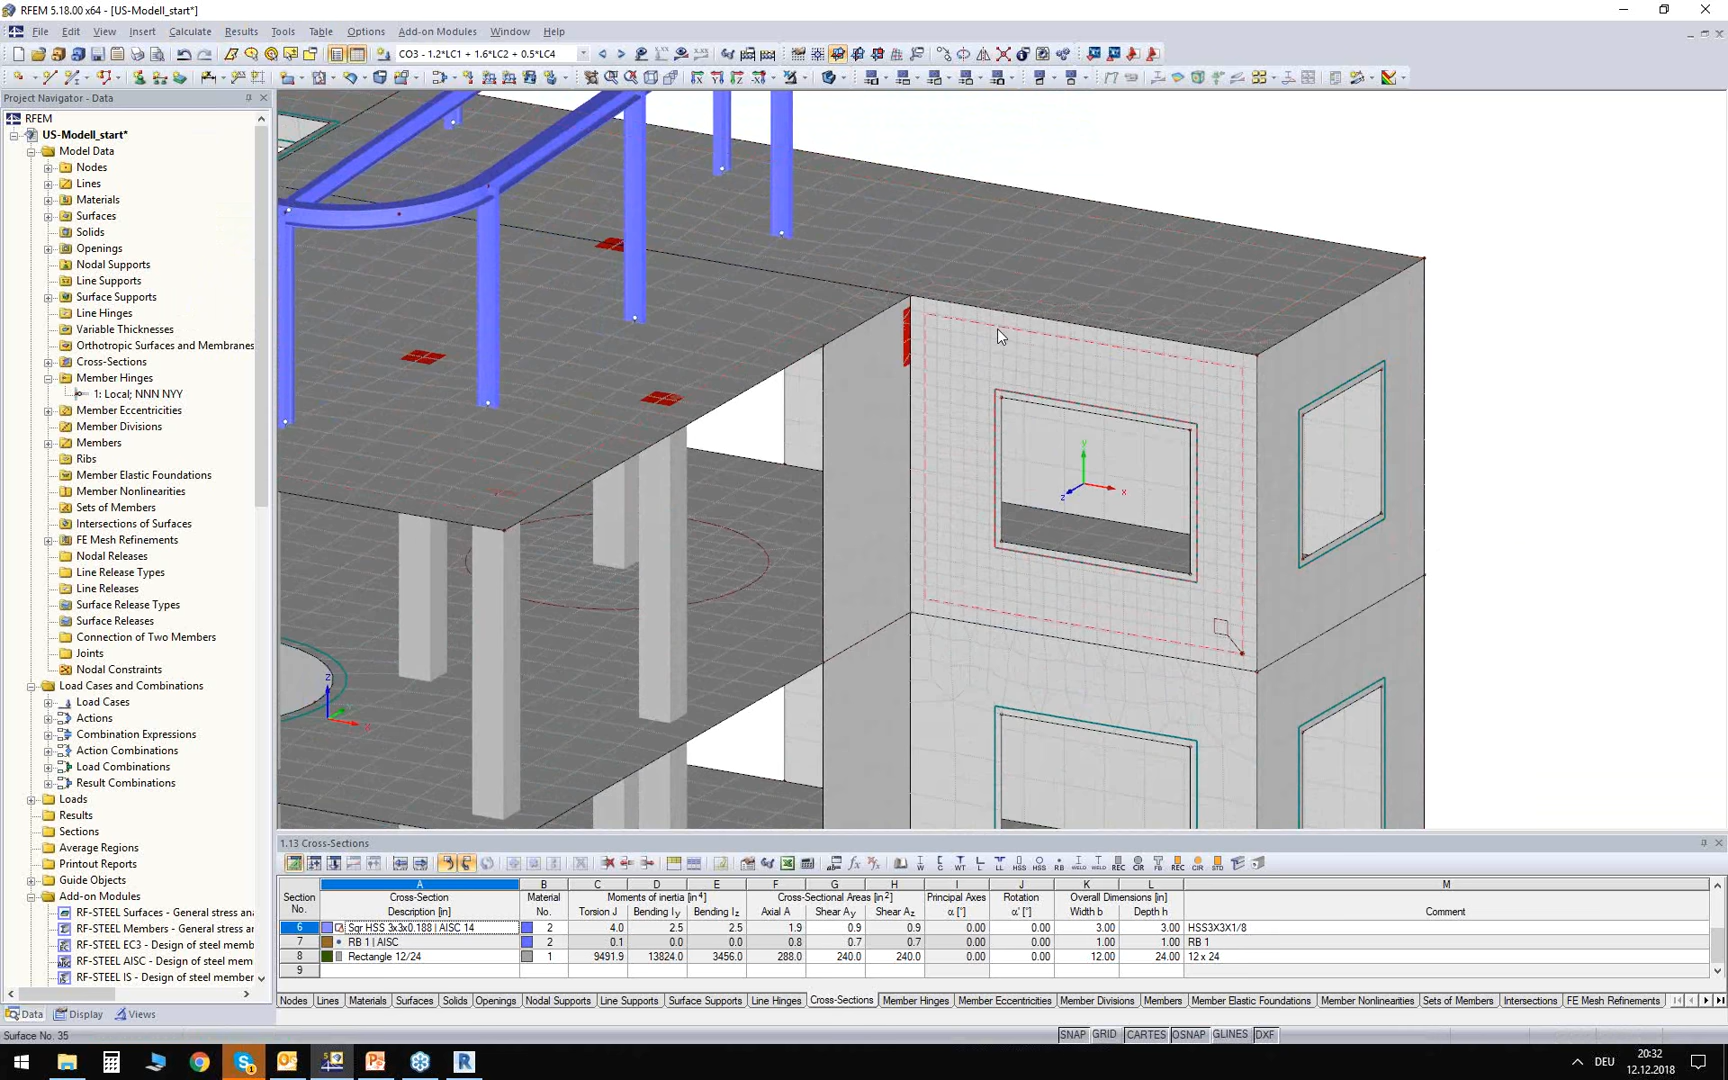 RFEM 5.18.00 x64 - [US-Modell_start*]
File Edit View Insert Calculate Results Tools Table Options Add-on Modules Window Help
CO3 - 1.2*LC1 + 1.6*LC2 + 0.5*LC4
Project Navigator - Data
RFEM
US-Modell_start*
Model Data
Nodes
Lines
Materials
Surfaces
Solids
Openings
Nodal Supports
Line Supports
Surface Supports
Line Hinges
Variable Thicknesses
Orthotropic Surfaces and Membranes
Cross-Sections
Member Hinges
1: Local; NNN NYY
Member Eccentricities
Member Divisions
Members
Ribs
Member Elastic Foundations
Member Nonlinearities
Sets of Members
Intersections of Surfaces
FE Mesh Refinements
Nodal Releases
Line Release Types
Line Releases
Surface Release Types
Surface Releases
Connection of Two Members
Joints
Nodal Constraints
Load Cases and Combinations
Load Cases
Actions
Combination Expressions
Action Combinations
Load Combinations
Result Combinations
Loads
Results
Sections
Average Regions
Printout Reports
Guide Objects
Add-on Modules
RF-STEEL Surfaces - General stress ana
RF-STEEL Members - General stress ana
RF-STEEL EC3 - Design of steel memb
RF-STEEL AISC - Design of steel membe
RF-STEEL IS - Design of steel member
Data Display Views
y
x
z
z
x
1.13 Cross-Sections
A B C D E F G H I J K L M
Section Cross-Section Material Moments of inertia [in⁴] Cross-Sectional Areas [in²] Principal Axes Rotation Overall Dimensions [in]
No. Description [in] No. Torsion J Bending Iy Bending Iz Axial A Shear Ay Shear Az α [°] α' [°] Width b Depth h Comment
6 Sqr HSS 3x3x0.188 | AISC 14 2 4.0 2.5 2.5 1.9 0.9 0.9 0.00 0.00 3.00 3.00 HSS3X3X1/8
7 RB 1 | AISC 2 0.1 0.0 0.0 0.8 0.7 0.7 0.00 0.00 1.00 1.00 RB 1
8 Rectangle 12/24 1 9491.9 13824.0 3456.0 288.0 240.0 240.0 0.00 0.00 12.00 24.00 12 x 24
9
Nodes Lines Materials Surfaces Solids Openings Nodal Supports Line Supports Surface Supports Line Hinges Cross-Sections Member Hinges Member Eccentricities Member Divisions Members Member Elastic Foundations Member Nonlinearities Sets of Members Intersections FE Mesh Refinements
Surface No. 35
SNAP GRID CARTES OSNAP GLINES DXF
DEU
20:32
12.12.2018